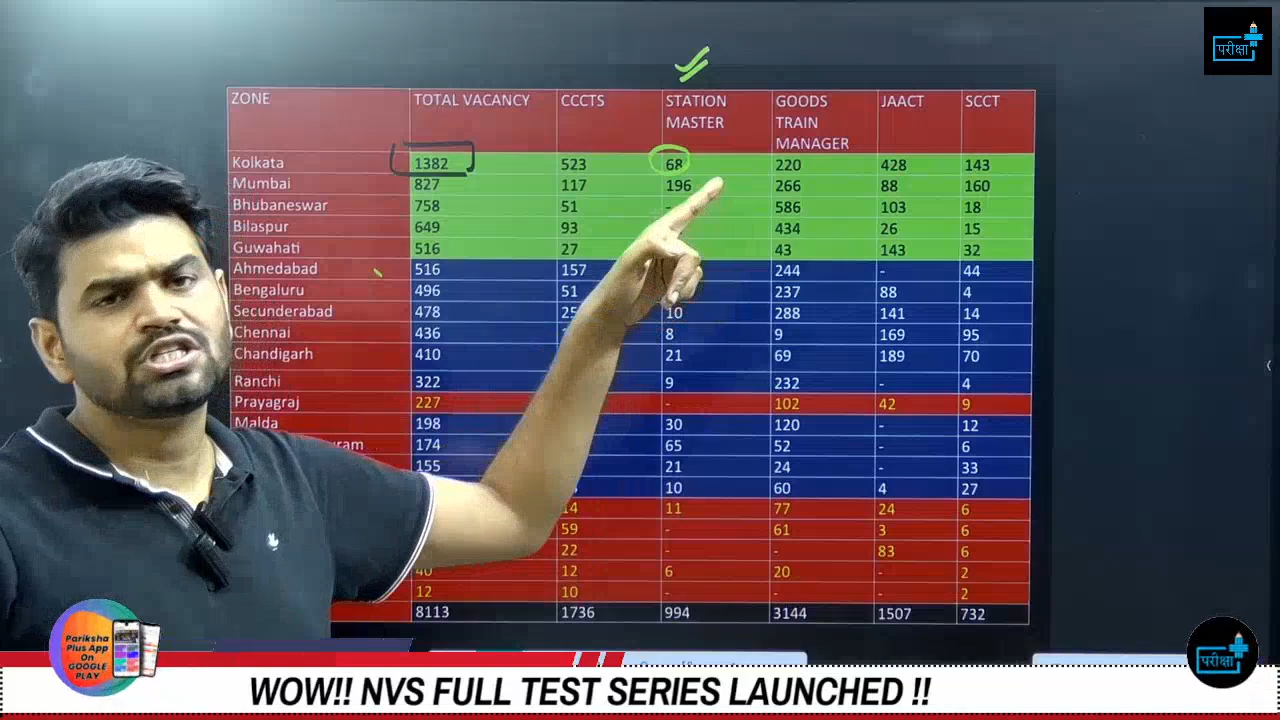 परीक्षा
ZONE TOTAL VACANCY CCCTS STATION MASTER GOODS TRAIN MANAGER JAACT SCCT
Kolkata 1382 523 68 220 428 143
Mumbai 827 117 196 266 88 160
Bhubaneswar 758 51 - 586 103 18
Bilaspur 649 93 434 26 15
Guwahati 516 27 43 143 32
Ahmedabad 516 157 244 - 44
Bengaluru 496 51 237 88 4
Secunderabad 478 10 288 141 14
Chennai 436 8 9 169 95
Chandigarh 410 21 69 189 70
Ranchi 322 9 232 - 4
Prayagraj 227 - 102 42 9
Malda 198 30 120 - 12
174 65 52 - 6
155 21 24 - 33
10 60 4 27
14 11 77 24 6
59 - 61 3 6
22 - - 83 6
40 12 6 20 - 2
12 10 - - - 2
8113 1736 994 3144 1507 732
Pariksha
Plus App
On
GOOGLE
PLAY
परीक्षा
WOW!! NVS FULL TEST SERIES LAUNCHED !!